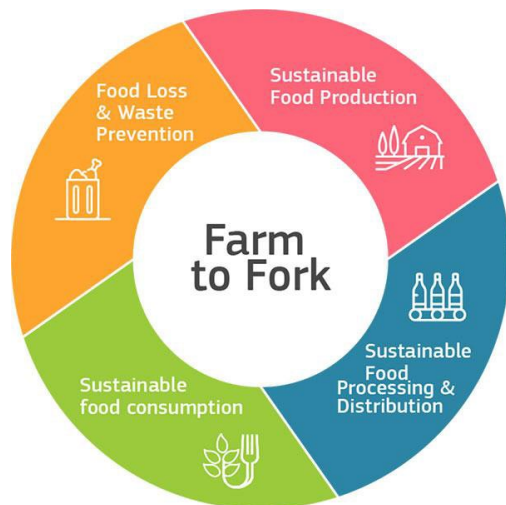 Farm
to Fork
Sustainable
Food Production
Sustainable
Food
Processing &
Distribution
Sustainable
food consumption
Food Loss
& Waste
Prevention